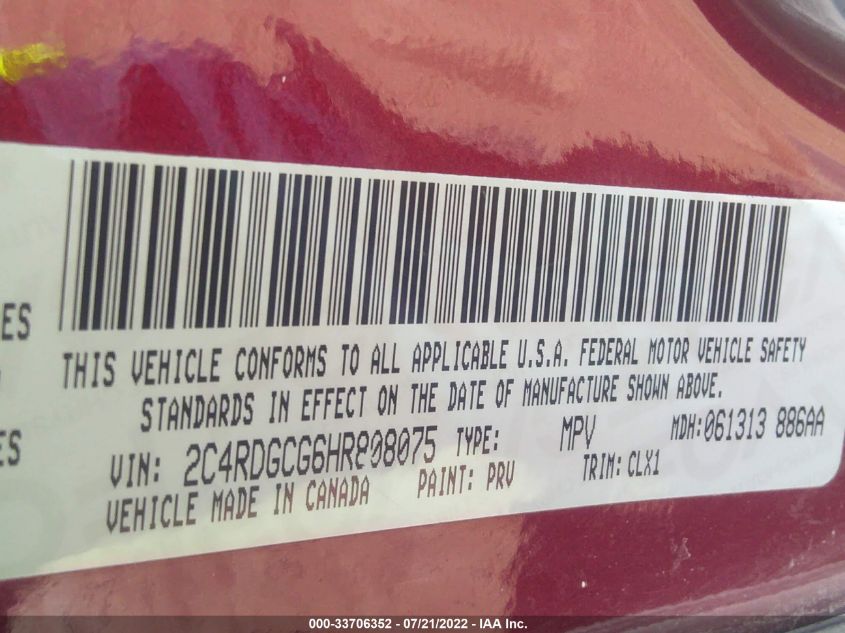 ES
THIS VEHICLE CONFORMS TO ALL APPLICABLE U.S.A. FEDERAL MOTOR VEHICLE SAFETY
STANDARDS IN EFFECT ON THE DATE OF MANUFACTURE SHOWN ABOVE.
ES
VIN: 2C4RDGCG6HR808075 TYPE: MPV MDH:061313 886AA
VEHICLE MADE IN CANADA PAINT: PRV TRIM: CLX1
000-33706352 - 07/21/2022 - IAA Inc.